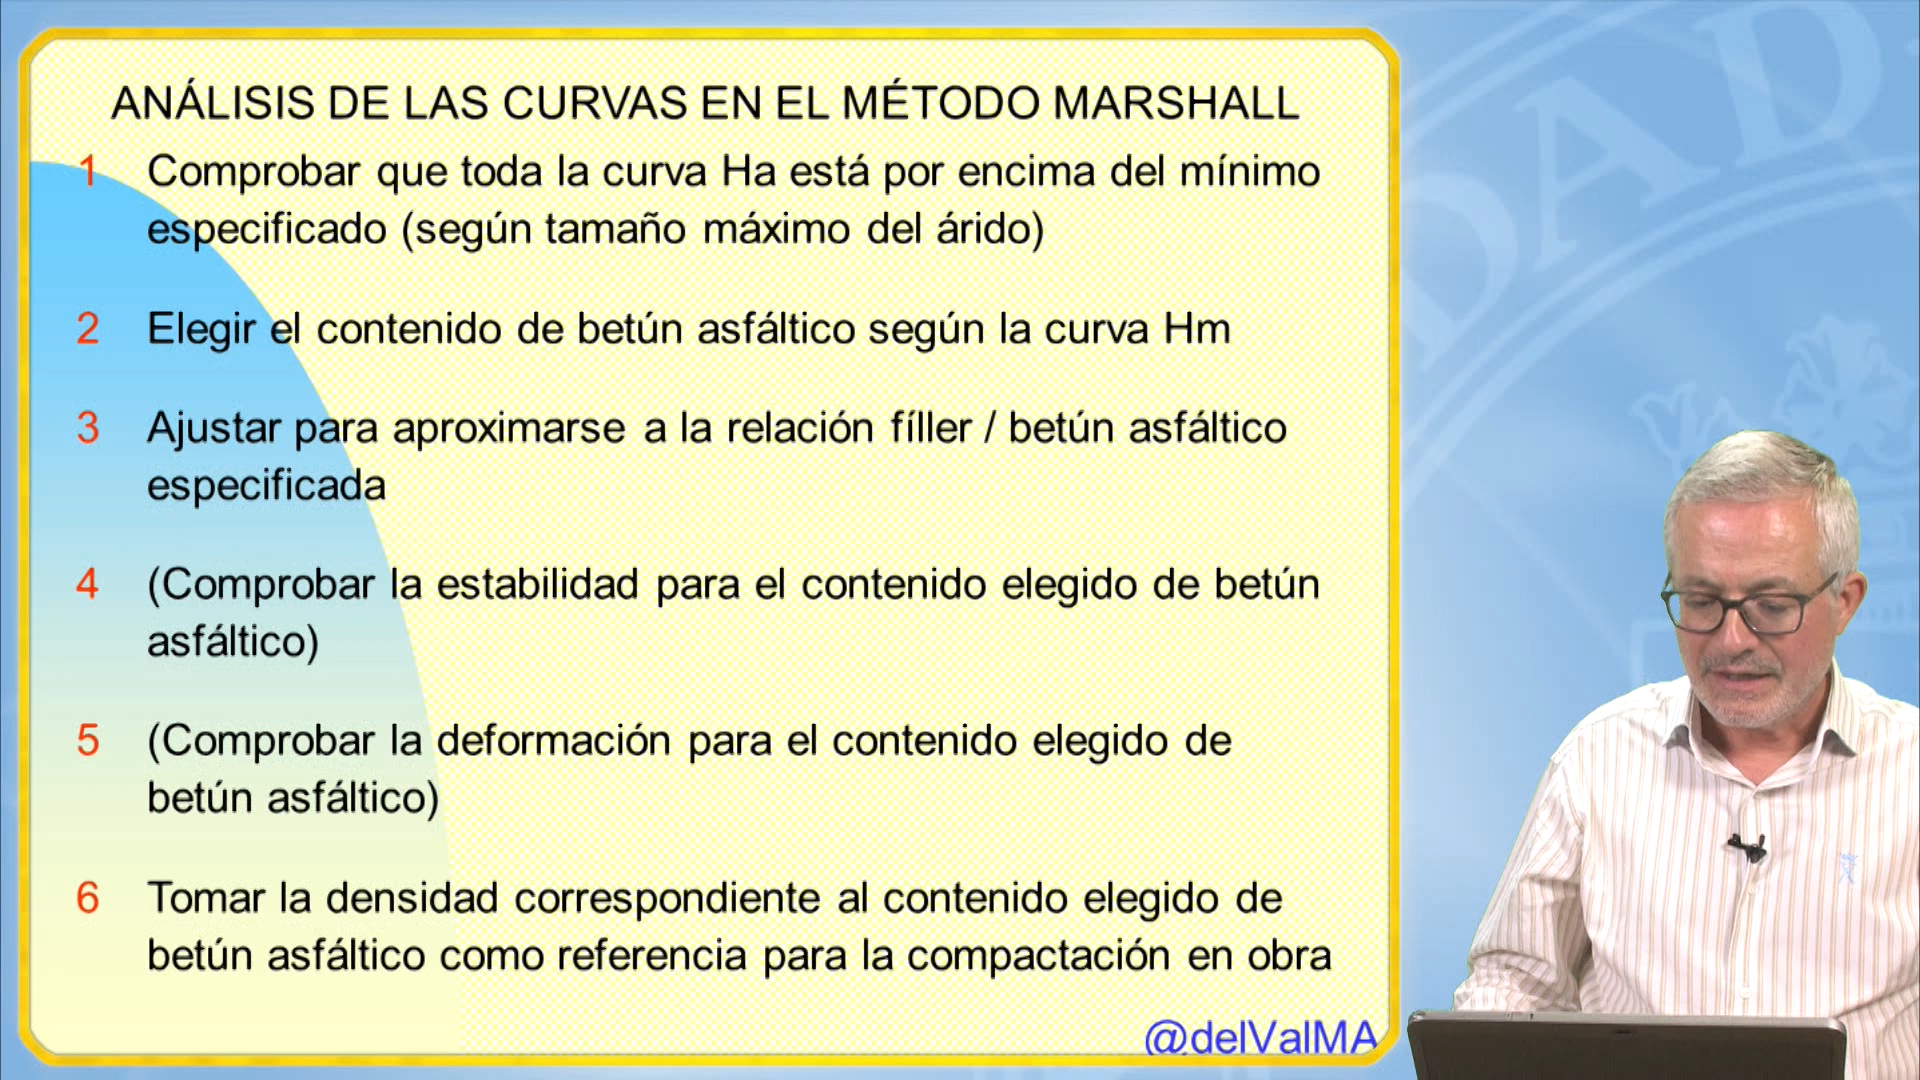 ANÁLISIS DE LAS CURVAS EN EL MÉTODO MARSHALL
1 Comprobar que toda la curva Ha está por encima del mínimo
especificado (según tamaño máximo del árido)
2 Elegir el contenido de betún asfáltico según la curva Hm
3 Ajustar para aproximarse a la relación fíller / betún asfáltico
especificada
4 (Comprobar la estabilidad para el contenido elegido de betún
asfáltico)
5 (Comprobar la deformación para el contenido elegido de
betún asfáltico)
6 Tomar la densidad correspondiente al contenido elegido de
betún asfáltico como referencia para la compactación en obra
@delValMA